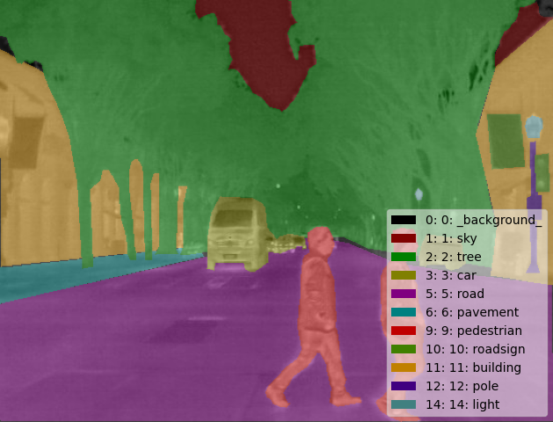 0: 0: _background_
1: 1: sky
2: 2: tree
3: 3: car
5: 5: road
6: 6: pavement
9: 9: pedestrian
10: 10: roadsign
11: 11: building
12: 12: pole
14: 14: light